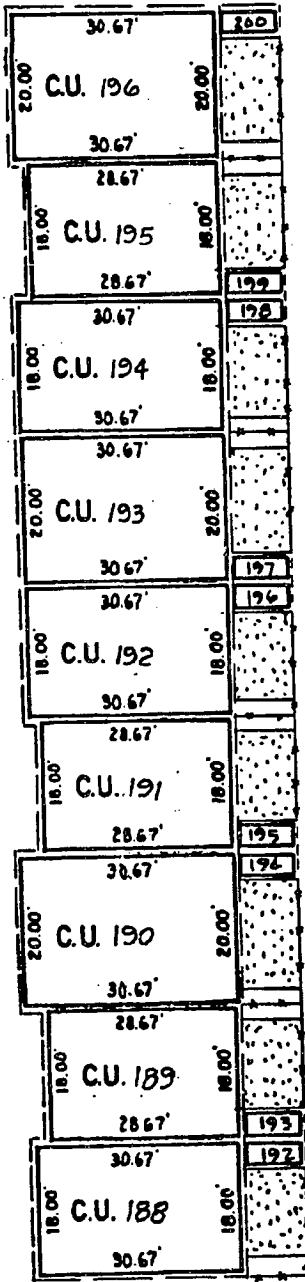 30.67' 200
20.00' C.U. 196 20.00'
30.67'
28.67'
18.00' C.U. 195 18.00'
28.67' 199
30.67' 198
18.00' C.U. 194 18.00'
30.67'
30.67'
20.00' C.U. 193 20.00'
30.67' 197
30.67' 196
18.00' C.U. 192 18.00'
30.67'
28.67'
18.00' C.U. 191 18.00'
28.67' 195
30.67' 194
20.00' C.U. 190 20.00'
30.67'
28.67'
18.00' C.U. 189 18.00'
28.67' 193
30.67' 192
18.00' C.U. 188 18.00'
30.67'